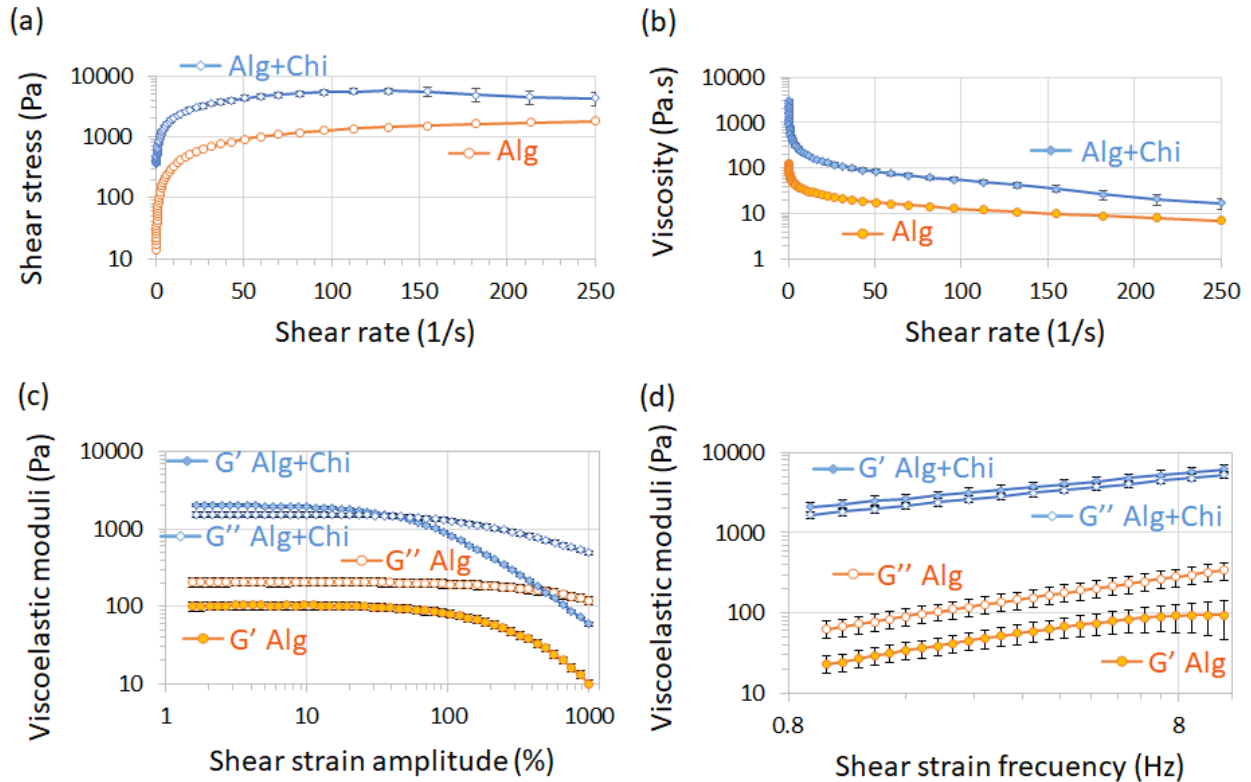 (a)
Shear stress (Pa)
10000
1000
100
10
Alg+Chi
Alg
0 50 100 150 200 250
Shear rate (1/s)
(b)
Viscosity (Pa.s)
10000
1000
100
10
1
Alg+Chi
Alg
0 50 100 150 200 250
Shear rate (1/s)
(c)
Viscoelastic moduli (Pa)
10000
1000
100
10
G' Alg+Chi
G'' Alg+Chi
G'' Alg
G' Alg
1 10 100 1000
Shear strain amplitude (%)
(d)
Viscoelastic moduli (Pa)
10000
1000
100
10
G' Alg+Chi
G'' Alg+Chi
G'' Alg
G' Alg
0.8 8
Shear strain frecuency (Hz)